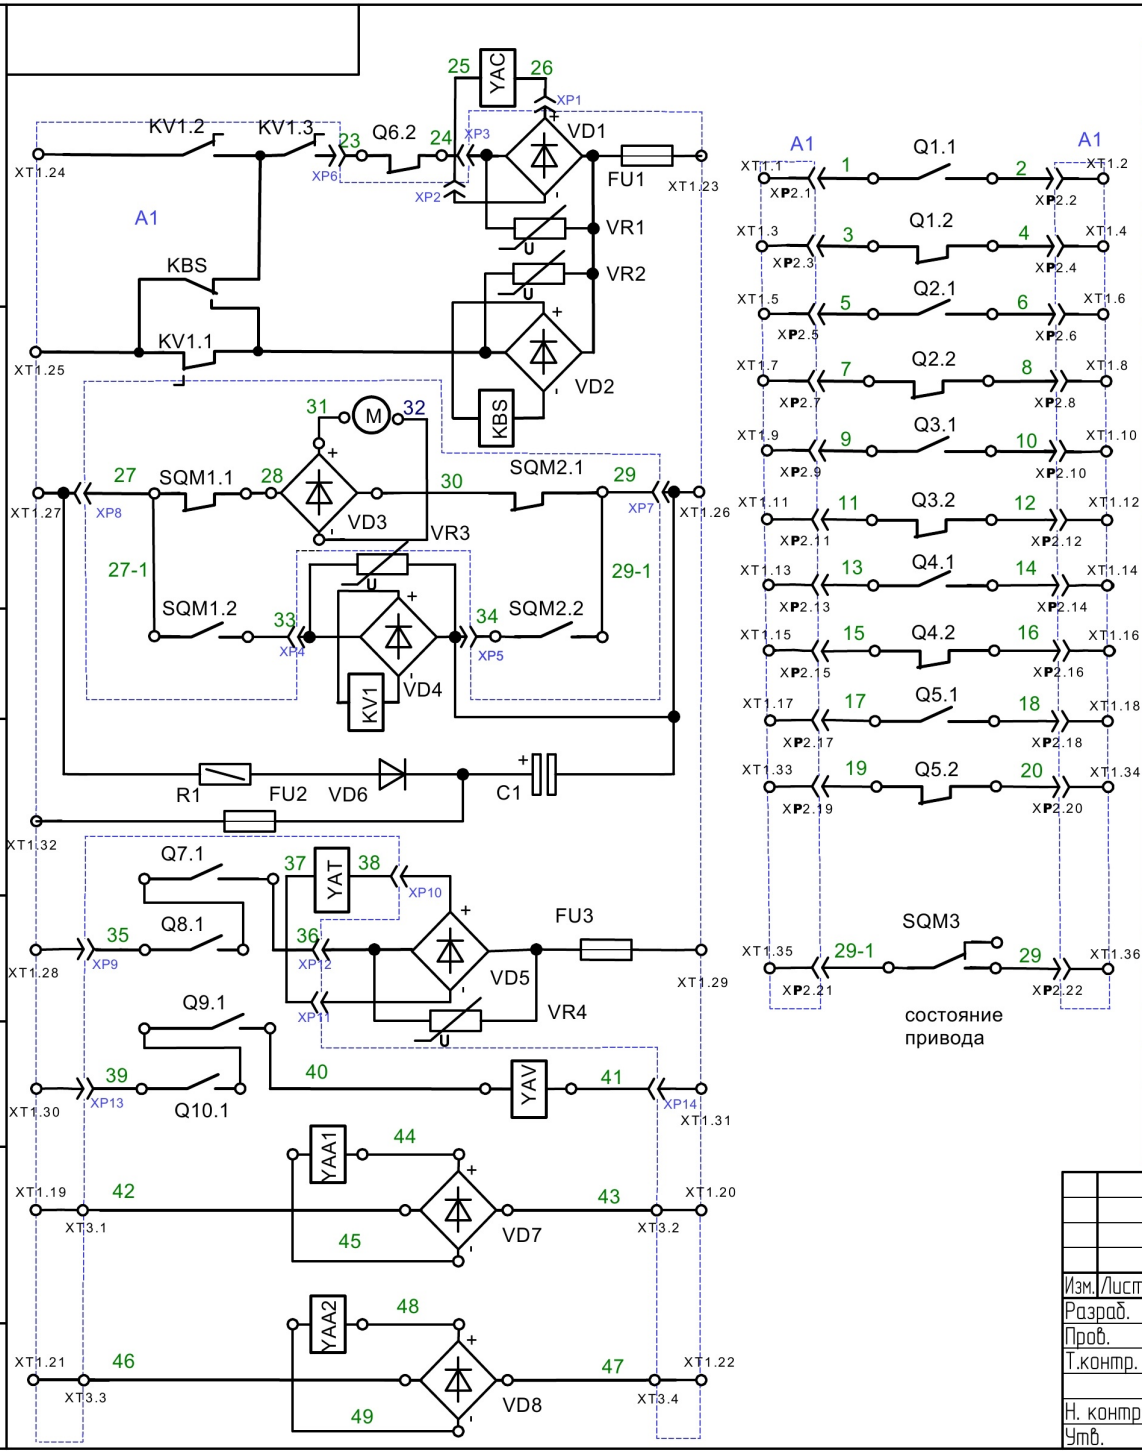 25
YAC
26
XP1
KV1.2
KV1.3
23
Q6.2
24
XP3
+
VD1
FU1
XT1.24
XP6
XP2
-
XT1.23
A1
VR1
U
KBS
VR2
U
KV1.1
+
XT1.25
VD2
-
KBS
31
M
32
+
27
SQM1.1
28
30
SQM2.1
29
XT1.27
XP8
VD3
-
XP7
XT1.26
VR3
27-1
U
29-1
SQM1.2
33
+
34
SQM2.2
XP4
XP5
VD4
-
KV1
R1
FU2
VD6
+
C1
XT1.32
Q7.1
37
YAT
38
XP10
Q8.1
35
36
+
FU3
XT1.28
XP9
XP12
VD5
-
XT1.29
XP11
VR4
U
Q9.1
39
40
YAV
41
XT1.30
XP13
Q10.1
XP14
XT1.31
YAA1
44
+
XT1.19
42
43
XT1.20
XT3.1
VD7
XT3.2
45
-
YAA2
48
+
XT1.21
46
47
XT1.22
XT3.3
VD8
XT3.4
49
-
A1
A1
XT1.1
1
Q1.1
2
XT1.2
XP2.1
XP2.2
XT1.3
3
Q1.2
4
XT1.4
XP2.3
XP2.4
XT1.5
5
Q2.1
6
XT1.6
XP2.5
XP2.6
XT1.7
7
Q2.2
8
XT1.8
XP2.7
XP2.8
XT1.9
9
Q3.1
10
XT1.10
XP2.9
XP2.10
XT1.11
11
Q3.2
12
XT1.12
XP2.11
XP2.12
XT1.13
13
Q4.1
14
XT1.14
XP2.13
XP2.14
XT1.15
15
Q4.2
16
XT1.16
XP2.15
XP2.16
XT1.17
17
Q5.1
18
XT1.18
XP2.17
XP2.18
XT1.33
19
Q5.2
20
XT1.34
XP2.19
XP2.20
SQM3
XT1.35
29-1
29
XT1.36
XP2.21
XP2.22
состояние
привода
Изм. Лист
Разраб.
Пров.
Т.контр.
Н. контр
Утв.